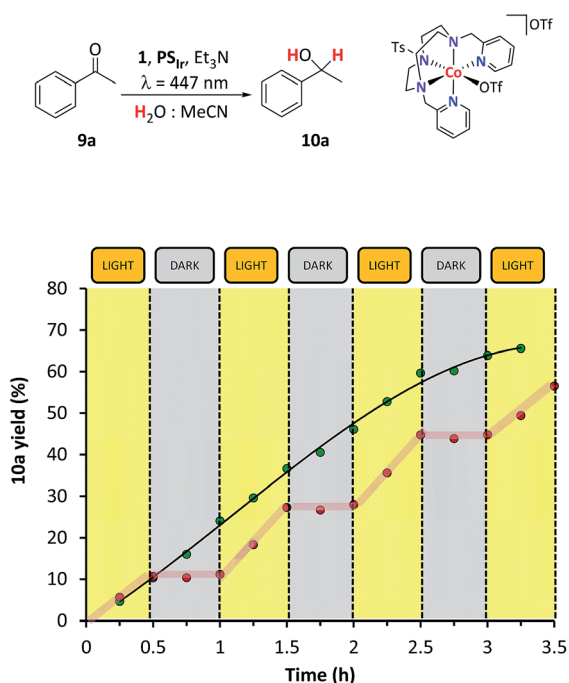 1, PS_Ir, Et₃N
λ = 447 nm
H₂O : MeCN
O
9a
HO H
10a
Ts
N
N
N
N
N
Co
OTf
OTf
LIGHT DARK LIGHT DARK LIGHT DARK LIGHT
10a yield (%)
80
70
60
50
40
30
20
10
0
0 0.5 1 1.5 2 2.5 3 3.5
Time (h)